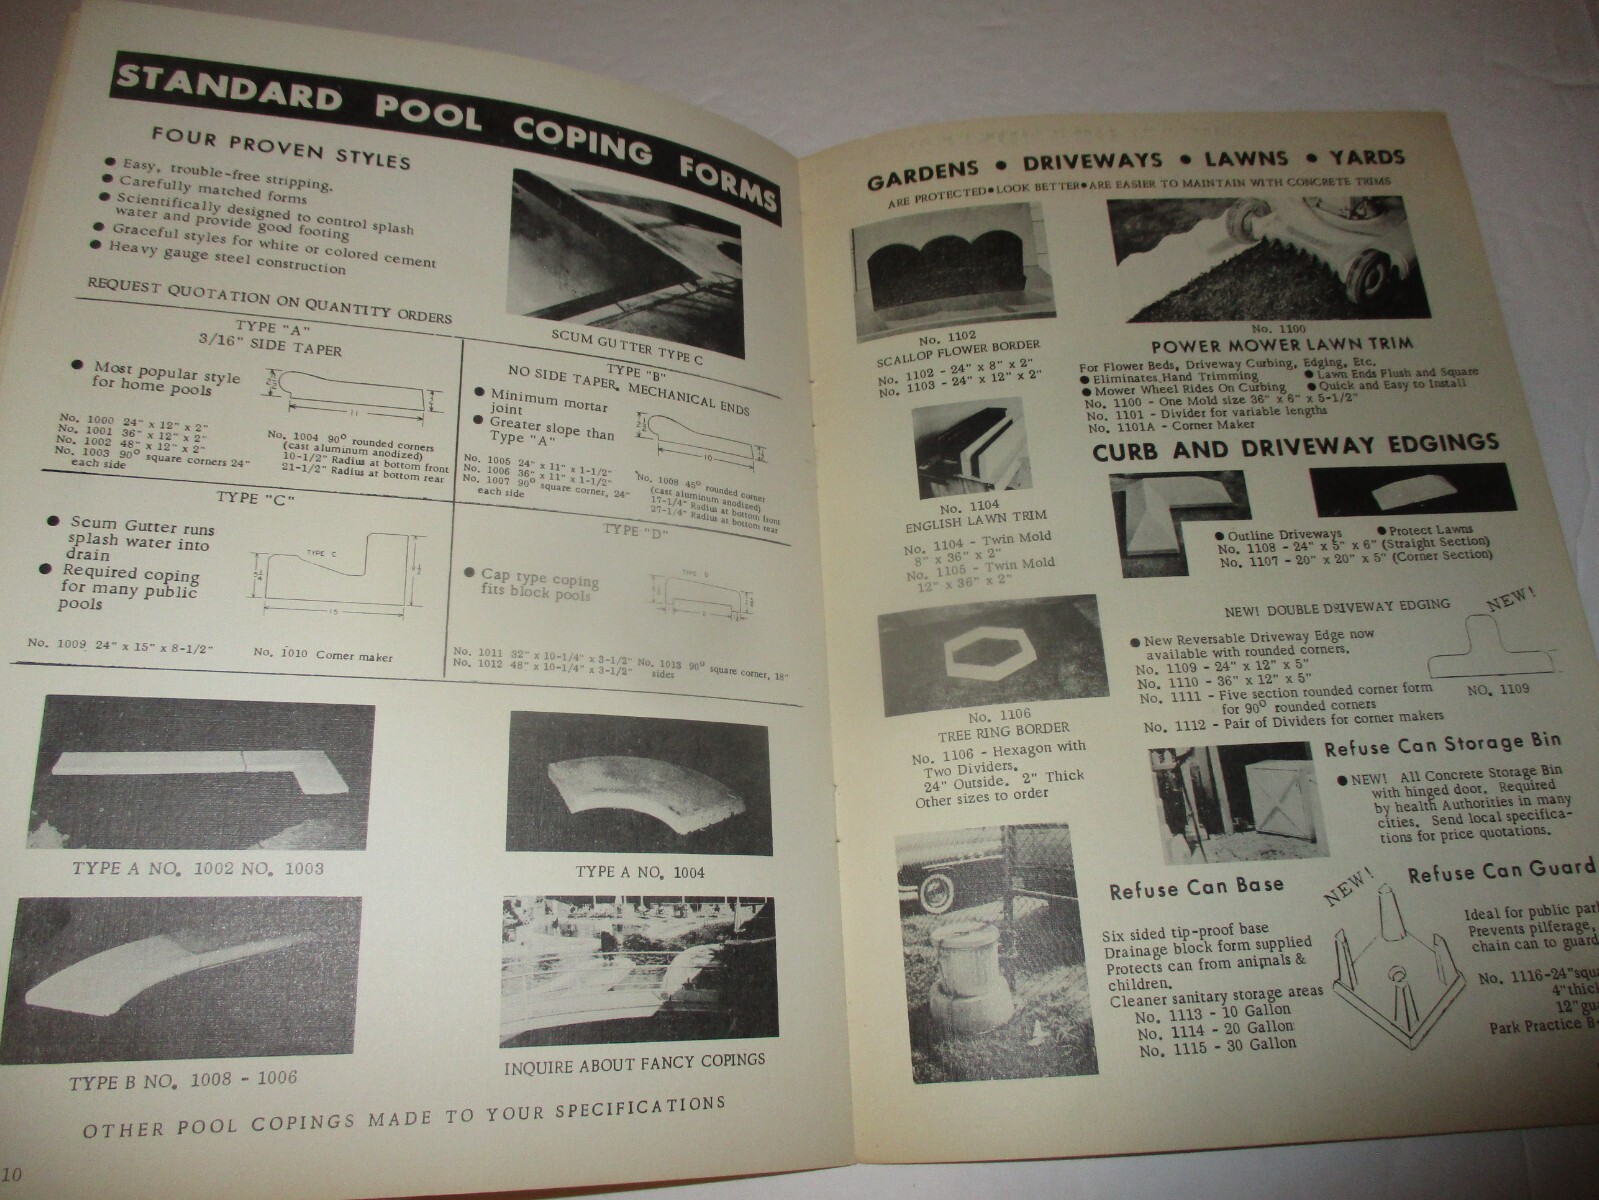 STANDARD POOL COPING FORMS
FOUR PROVEN STYLES
● Easy, trouble-free stripping.
● Carefully matched forms
● Scientifically designed to control splash
water and provide good footing
● Graceful styles for white or colored cement
● Heavy gauge steel construction
REQUEST QUOTATION ON QUANTITY ORDERS
SCUM GUTTER TYPE C
TYPE "A"
3/16" SIDE TAPER
● Most popular style
for home pools
11
No. 1000 24" x 12" x 2"
No. 1001 36" x 12" x 2"
No. 1002 48" x 12" x 2"
No. 1003 90° square corners 24"
each side
No. 1004 90° rounded corners
(cast aluminum anodized)
10-1/2" Radius at bottom front
21-1/2" Radius at bottom rear
TYPE "B"
NO SIDE TAPER. MECHANICAL ENDS
● Minimum mortar
joint
● Greater slope than
Type "A"
10
No. 1005 24" x 11" x 1-1/2"
No. 1006 36" x 11" x 1-1/2"
No. 1007 90° square corner, 24"
each side
No. 1008 45° rounded corner
(cast aluminum anodized)
17-1/4" Radius at bottom front
27-1/4" Radius at bottom rear
TYPE "C"
● Scum Gutter runs
splash water into
drain
● Required coping
for many public
pools
TYPE C
15
No. 1009 24" x 15" x 8-1/2"
No. 1010 Corner maker
TYPE "D"
● Cap type coping
fits block pools
TYPE D
No. 1011 32" x 10-1/4" x 3-1/2"
No. 1012 48" x 10-1/4" x 3-1/2"
No. 1013 90° square corner, 18"
sides
TYPE A NO. 1002 NO. 1003
TYPE A NO. 1004
TYPE B NO. 1008 - 1006
INQUIRE ABOUT FANCY COPINGS
OTHER POOL COPINGS MADE TO YOUR SPECIFICATIONS
10
GARDENS ● DRIVEWAYS ● LAWNS ● YARDS
ARE PROTECTED●LOOK BETTER●ARE EASIER TO MAINTAIN WITH CONCRETE TRIMS
No. 1102
SCALLOP FLOWER BORDER
No. 1102 - 24" x 8" x 2"
No. 1103 - 24" x 12" x 2"
No. 1100
POWER MOWER LAWN TRIM
For Flower Beds, Driveway Curbing, Edging, Etc.
● Eliminates Hand Trimming ● Lawn Ends Flush and Square
● Mower Wheel Rides On Curbing ● Quick and Easy to Install
No. 1100 - One Mold size 36" x 6" x 5-1/2"
No. 1101 - Divider for variable lengths
No. 1101A - Corner Maker
No. 1104
ENGLISH LAWN TRIM
No. 1104 - Twin Mold
8" x 36" x 2"
No. 1105 - Twin Mold
12" x 36" x 2"
CURB AND DRIVEWAY EDGINGS
● Outline Driveways ● Protect Lawns
No. 1108 - 24" x 5" x 6" (Straight Section)
No. 1107 - 20" x 20" x 5" (Corner Section)
NEW! DOUBLE DRIVEWAY EDGING
NEW!
● New Reversable Driveway Edge now
available with rounded corners.
No. 1109 - 24" x 12" x 5"
No. 1110 - 36" x 12" x 5"
No. 1111 - Five section rounded corner form
for 90° rounded corners
No. 1112 - Pair of Dividers for corner makers
NO. 1109
No. 1106
TREE RING BORDER
No. 1106 - Hexagon with
Two Dividers.
24" Outside. 2" Thick
Other sizes to order
Refuse Can Storage Bin
● NEW! All Concrete Storage Bin
with hinged door. Required
by health Authorities in many
cities. Send local specifica-
tions for price quotations.
Refuse Can Base
Six sided tip-proof base
Drainage block form supplied
Protects can from animals &
children.
Cleaner sanitary storage areas
No. 1113 - 10 Gallon
No. 1114 - 20 Gallon
No. 1115 - 30 Gallon
NEW!
Refuse Can Guard
Ideal for public
Prevents pilferage,
chain can to guard
No. 1116-24"
4"
12"
Park Practice